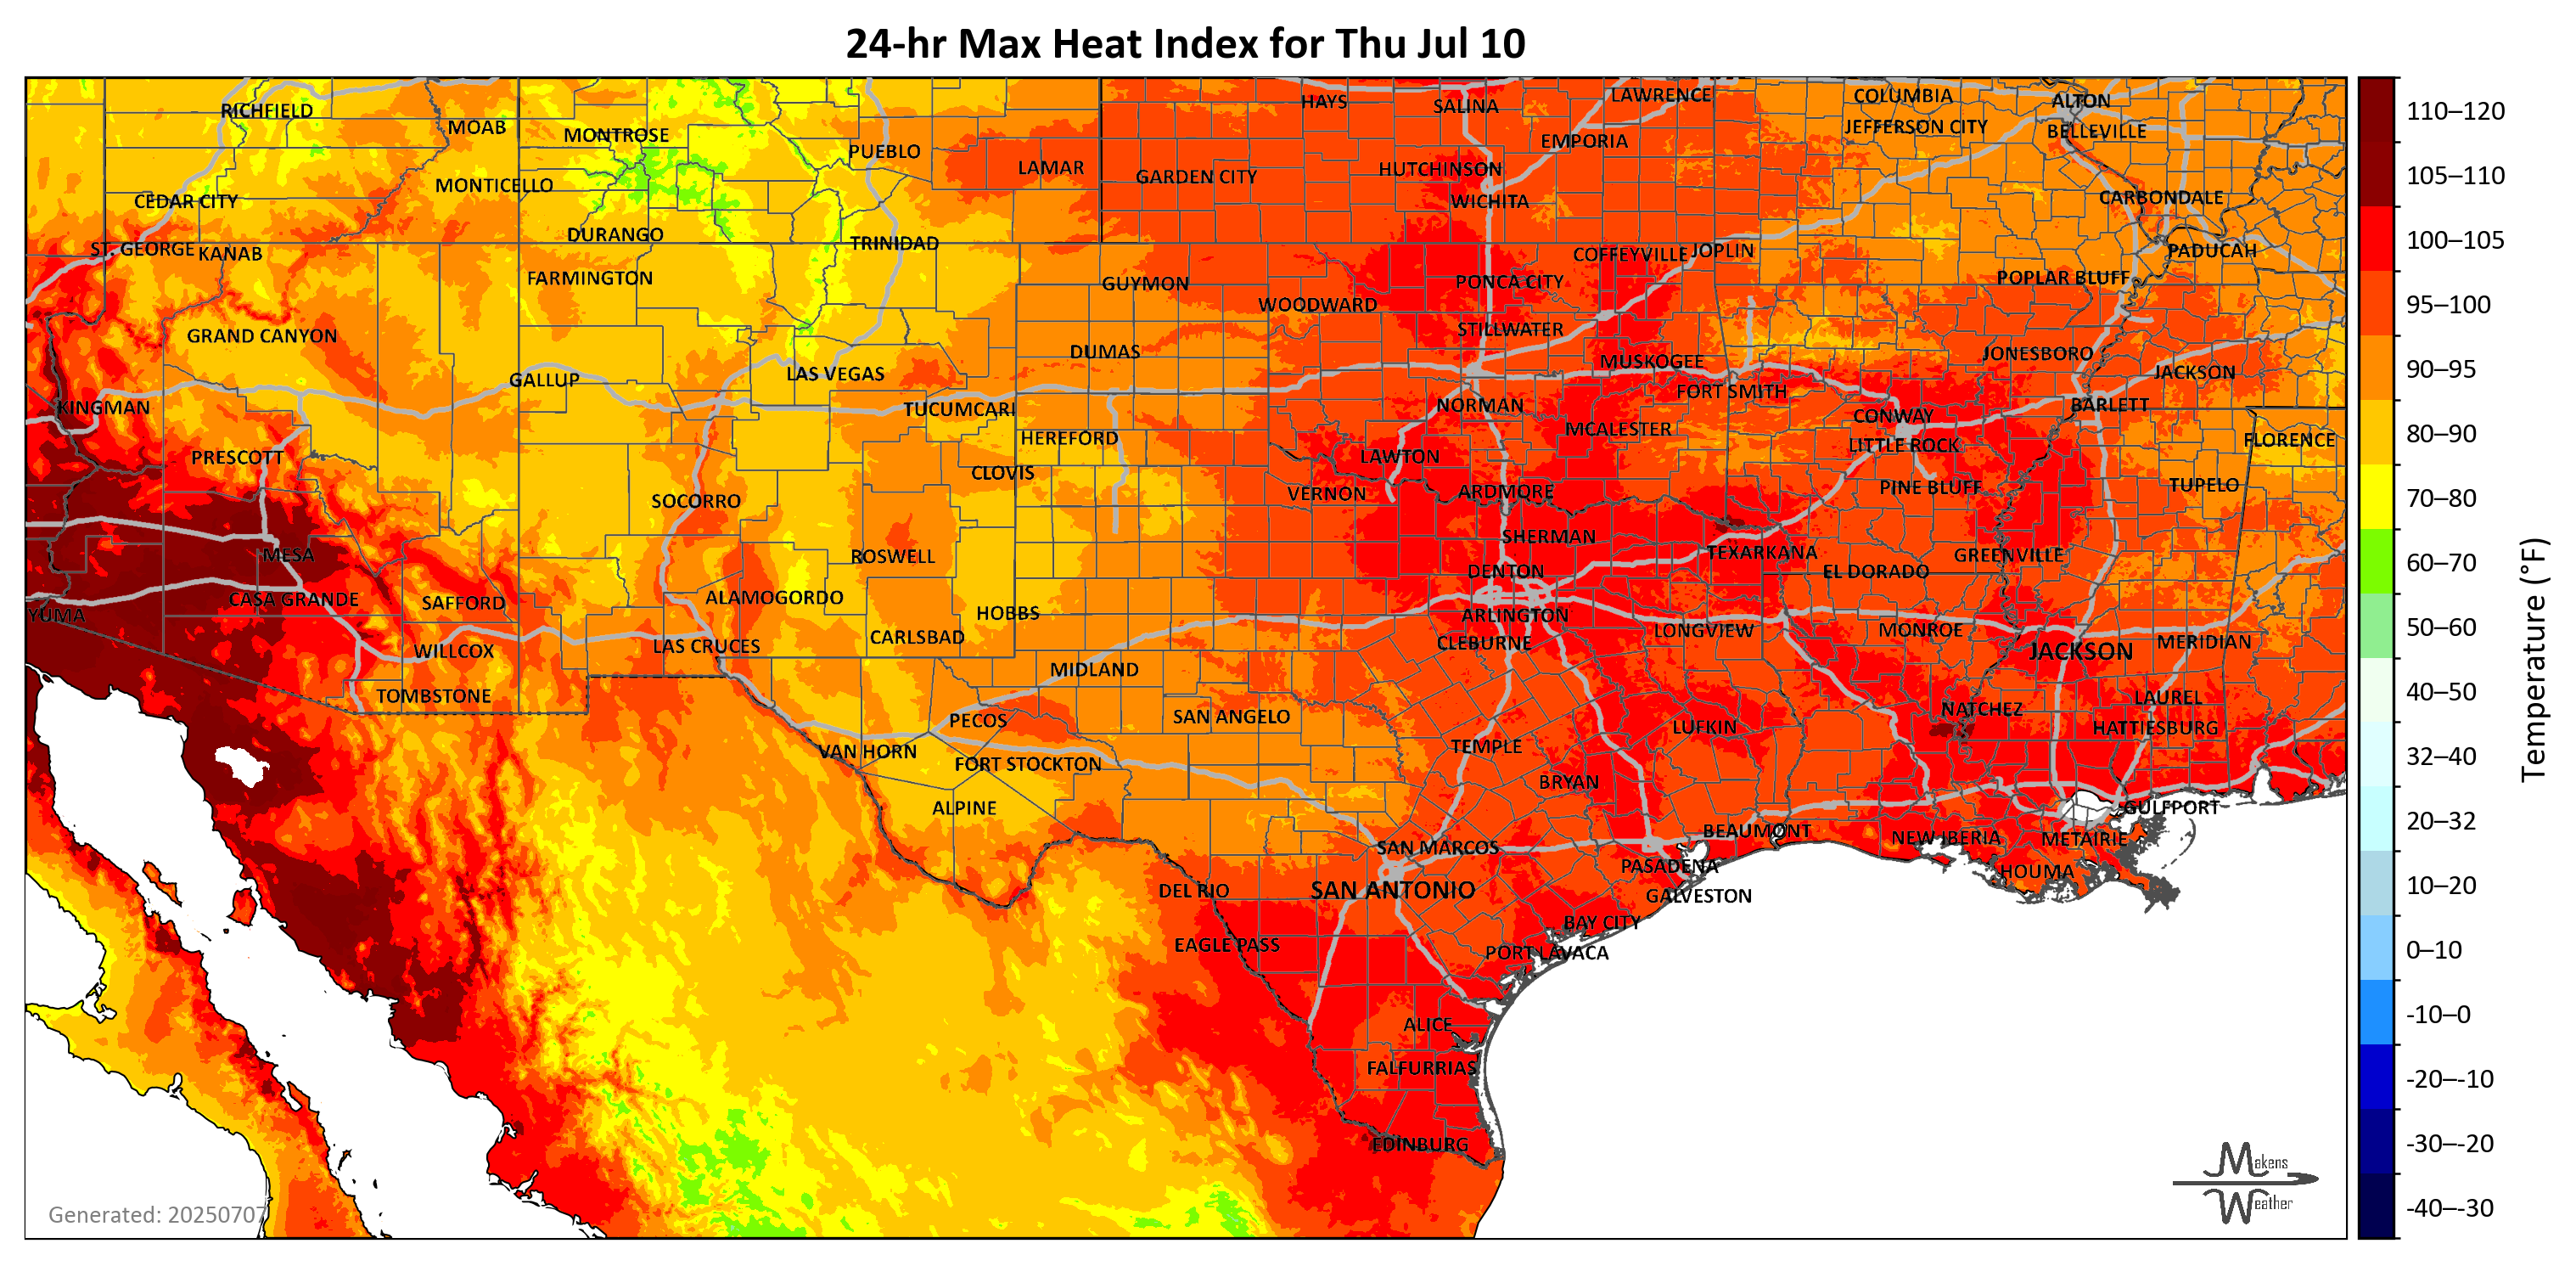 24-hr Max Heat Index for Thu Jul 10
HAYS
SALINA
LAWRENCE
COLUMBIA
ALTON
RICHFIELD
MOAB
MONTROSE
PUEBLO
EMPORIA
JEFFERSON CITY
BELLEVILLE
LAMAR
GARDEN CITY
HUTCHINSON
CEDAR CITY
MONTICELLO
WICHITA
CARBONDALE
ST. GEORGE
KANAB
DURANGO
TRINIDAD
COFFEYVILLE
JOPLIN
PADUCAH
FARMINGTON
GUYMON
PONCA CITY
POPLAR BLUFF
WOODWARD
GRAND CANYON
STILLWATER
DUMAS
MUSKOGEE
JONESBORO
GALLUP
LAS VEGAS
FORT SMITH
JACKSON
KINGMAN
TUCUMCARI
NORMAN
CONWAY
BARLETT
PRESCOTT
HEREFORD
MCALESTER
LITTLE ROCK
FLORENCE
CLOVIS
LAWTON
SOCORRO
VERNON
ARDMORE
PINE BLUFF
TUPELO
MESA
ROSWELL
SHERMAN
TEXARKANA
GREENVILLE
YUMA
CASA GRANDE
SAFFORD
ALAMOGORDO
HOBBS
DENTON
EL DORADO
ARLINGTON
WILLCOX
LAS CRUCES
CARLSBAD
CLEBURNE
LONGVIEW
MONROE
JACKSON
MERIDIAN
TOMBSTONE
MIDLAND
PECOS
SAN ANGELO
LUFKIN
NATCHEZ
LAUREL
HATTIESBURG
VAN HORN
FORT STOCKTON
TEMPLE
BRYAN
ALPINE
BEAUMONT
GULFPORT
SAN MARCOS
NEW IBERIA
METAIRIE
DEL RIO
SAN ANTONIO
PASADENA
GALVESTON
HOUMA
EAGLE PASS
BAY CITY
PORT LAVACA
ALICE
FALFURRIAS
EDINBURG
Generated: 20250707
Makens
Weather
110–120
105–110
100–105
95–100
90–95
80–90
70–80
60–70
50–60
40–50
32–40
20–32
10–20
0–10
-10–0
-20–-10
-30–-20
-40–-30
Temperature (°F)